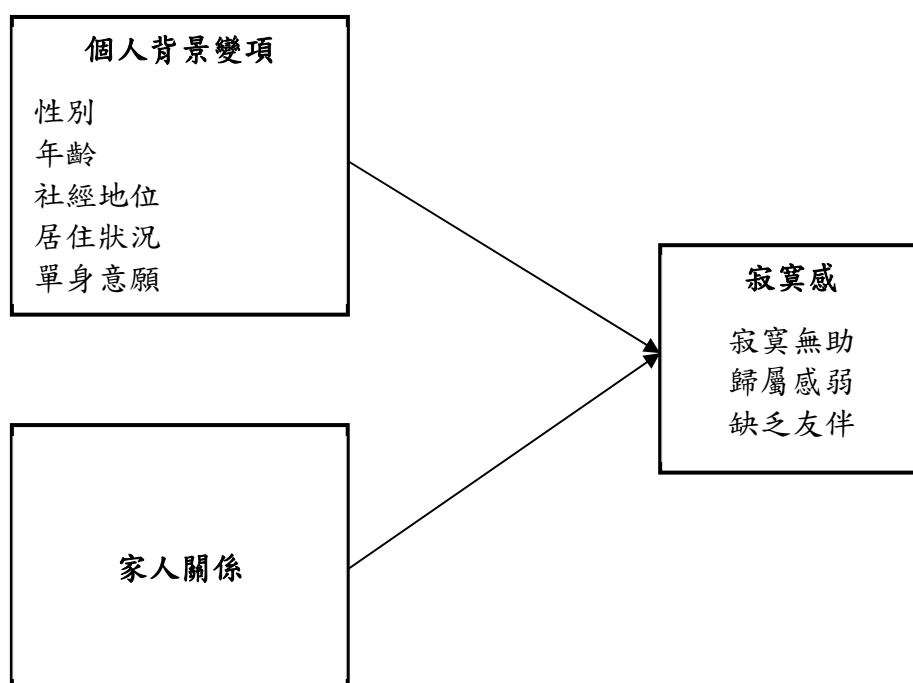 個人背景變項
性別
年齡
社經地位
居住狀況
單身意願
寂寞感
寂寞無助
歸屬感弱
缺乏友伴
家人關係